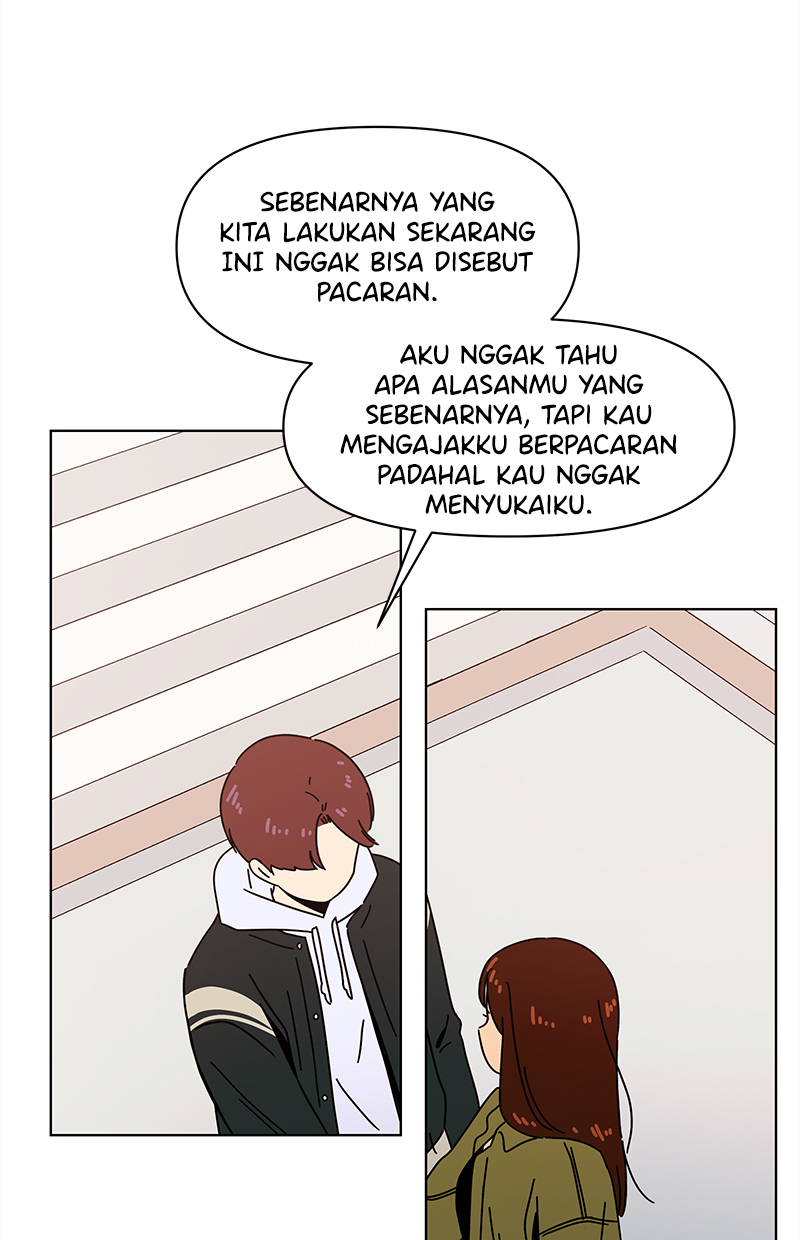 SEBENARNYA YANG
KITA LAKUKAN SEKARANG
INI NGGAK BISA DISEBUT
PACARAN.
AKU NGGAK TAHU
APA ALASANMU YANG
SEBENARNYA, TAPI KAU
MENGAJAKKU BERPACARAN
PADAHAL KAU NGGAK
MENYUKAIKU.